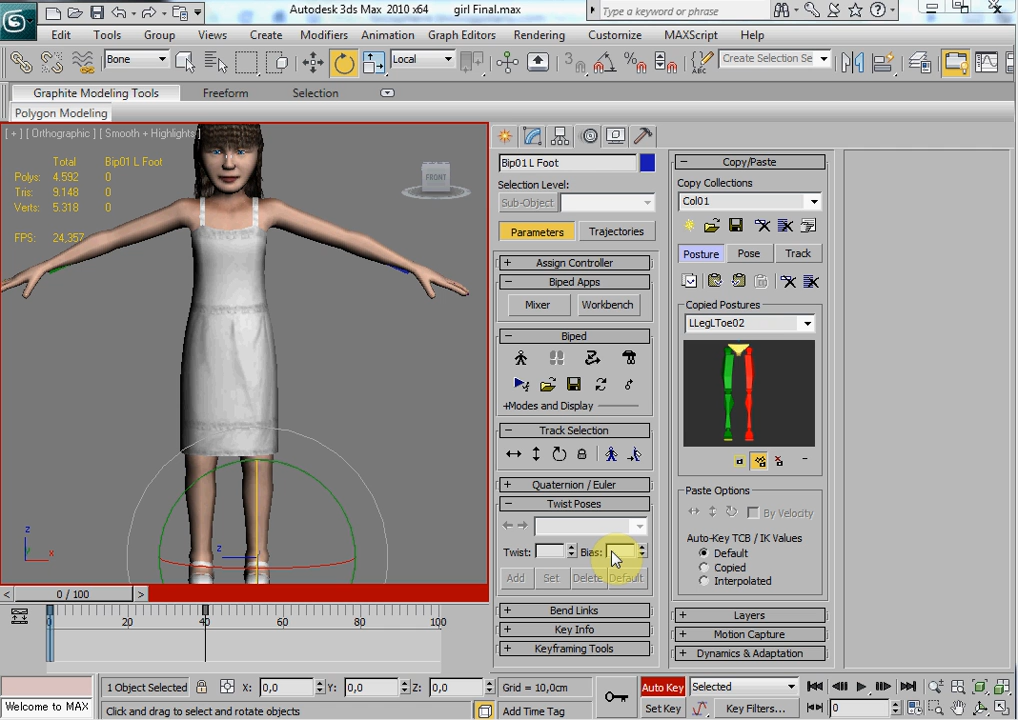 Autodesk 3ds Max 2010 x64 girl Final.max
Type a keyword or phrase
Edit Tools Group Views Create Modifiers Animation Graph Editors Rendering Customize MAXScript Help
Bone Local Create Selection Se
Graphite Modeling Tools Freeform Selection
Polygon Modeling
[ + ] [ Orthographic ] [ Smooth + Highlights ]
Total Bip01 L Foot
Polys: 4.592 0
Tris: 9.148 0
Verts: 5.318 0
FPS: 24,357
FRONT
z
x
z
Bip01 L Foot
Selection Level:
Sub-Object
Parameters Trajectories
+ Assign Controller
- Biped Apps
Mixer Workbench
- Biped
+Modes and Display
- Track Selection
+ Quaternion / Euler
- Twist Poses
Twist: Bias:
Add Set Delete Default
+ Bend Links
+ Key Info
+ Keyframing Tools
- Copy/Paste
Copy Collections
Col01
Posture Pose Track
Copied Postures
LLegLToe02
Paste Options
By Velocity
Auto-Key TCB / IK Values
Default
Copied
Interpolated
+ Layers
+ Motion Capture
+ Dynamics & Adaptation
< 0 / 100 >
0 20 40 60 80 100
1 Object Selected X: 0,0 Y: 0,0 Z: 0,0 Grid = 10,0cm Auto Key Selected
Welcome to MAX Click and drag to select and rotate objects Add Time Tag Set Key Key Filters... 0